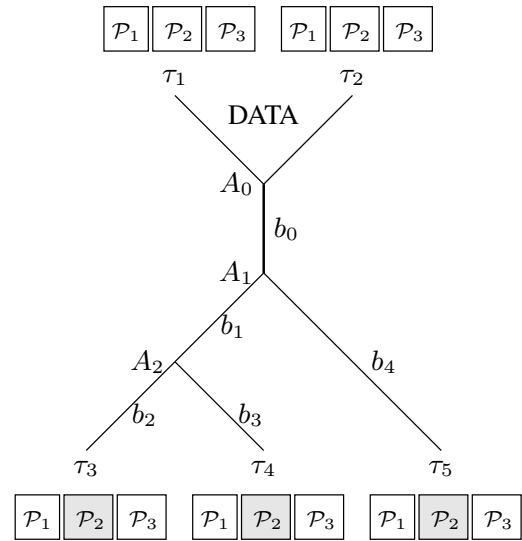 𝒫₁ 𝒫₂ 𝒫₃ 𝒫₁ 𝒫₂ 𝒫₃
τ₁ τ₂
DATA
A₀
b₀
A₁
b₁
A₂ b₄
b₂ b₃
τ₃ τ₄ τ₅
𝒫₁ 𝒫₂ 𝒫₃ 𝒫₁ 𝒫₂ 𝒫₃ 𝒫₁ 𝒫₂ 𝒫₃